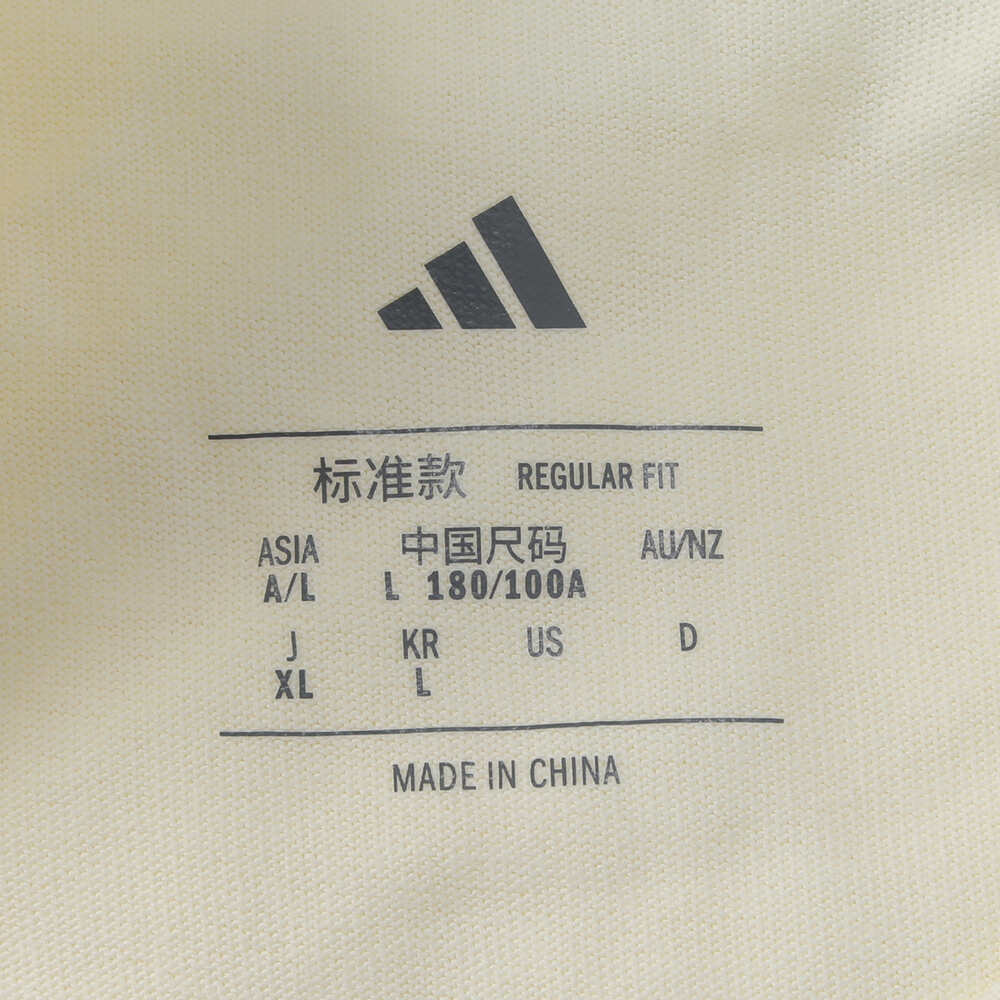 标准款 REGULAR FIT
ASIA 中国尺码 AU/NZ
A/L L 180/100A
J KR US D
XL L
MADE IN CHINA